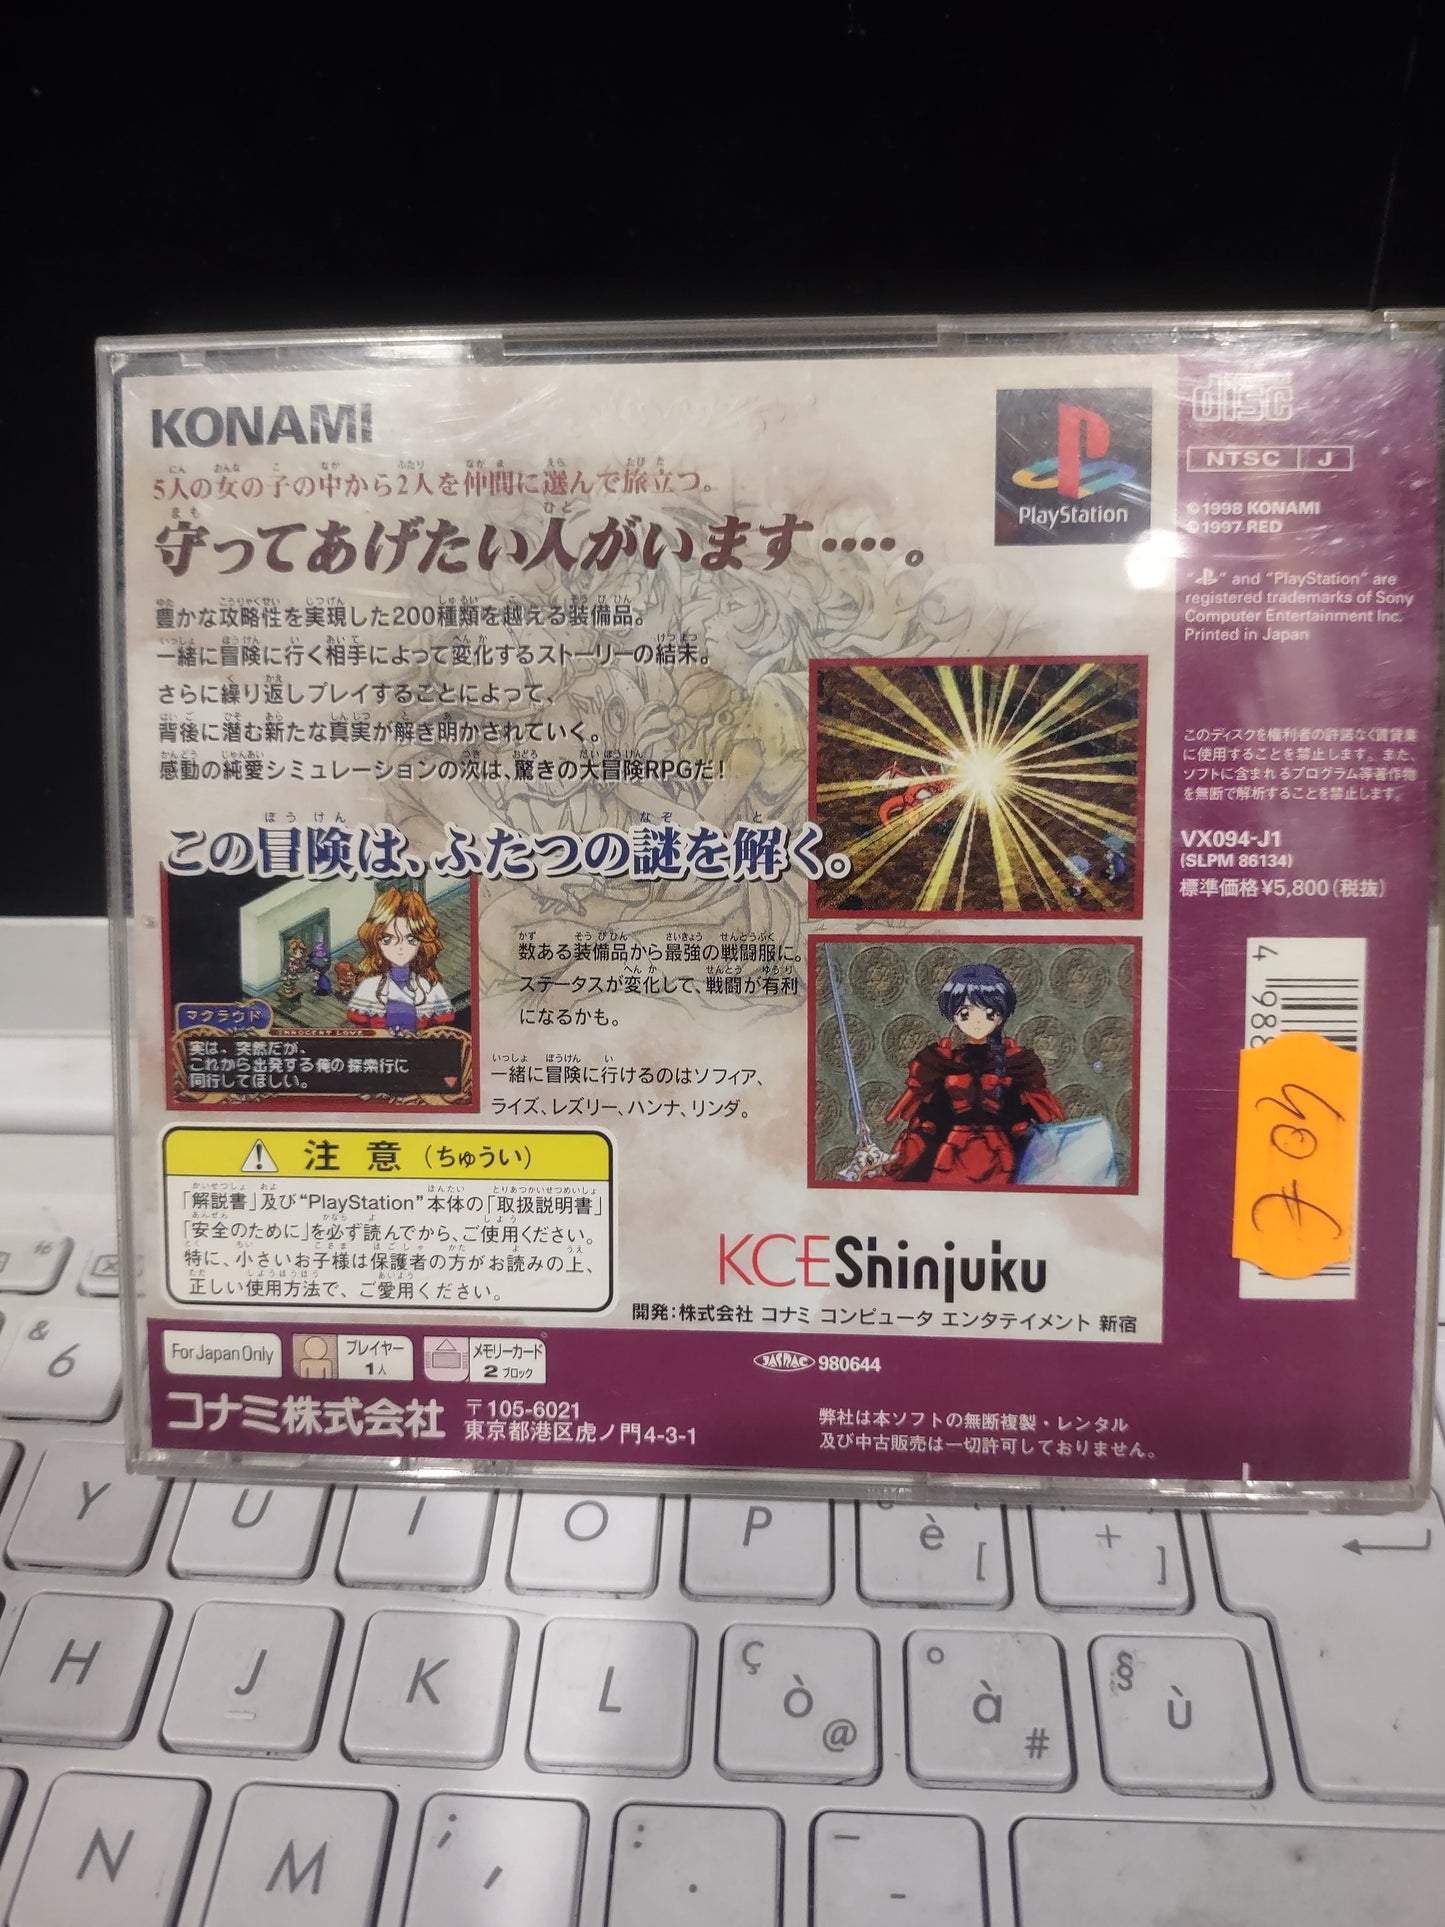 KONAMI
5人の女の子の中から2人を仲間に選んで旅立つ。
守ってあげたい人がいます‥‥。
豊かな攻略性を実現した200種類を越える装備品。
一緒に冒険に行く相手によって変化するストーリーの結末。
さらに繰り返しプレイすることによって、
背後に潜む新たな真実が解き明かされていく。
感動の純愛シミュレーションの次は、驚きの大冒険RPGだ!
この冒険は、ふたつの謎を解く。
マクラウド
INNOCENT LOVE
実は、突然だが、
これから出発する俺の探索行に
同行してほしい。
数ある装備品から最強の戦闘服に。
ステータスが変化して、戦闘が有利
になるかも。
一緒に冒険に行けるのはソフィア、
ライズ、レズリー、ハンナ、リンダ。
注意(ちゅうい)
「解説書」及び“PlayStation”本体の「取扱説明書」
「安全のために」を必ず読んでから、ご使用ください。
特に、小さいお子様は保護者の方がお読みの上、
正しい使用方法で、ご愛用ください。
KCEShinjuku
開発:株式会社 コナミ コンピュータ エンタテイメント 新宿
For Japan Only
プレイヤー
1人
メモリーカード
2ブロック
JASRAC 980644
コナミ株式会社
〒105-6021
東京都港区虎ノ門4-3-1
弊社は本ソフトの無断複製・レンタル
及び中古販売は一切許可しておりません。
PlayStation
disc
NTSC J
©1998 KONAMI
©1997 RED
“ ” and “PlayStation” are
registered trademarks of Sony
Computer Entertainment Inc.
Printed in Japan
このディスクを権利者の許諾なく賃貸業
に使用することを禁止します。また、
ソフトに含まれるプログラム等著作物
を無断で解析することを禁止します。
VX094-J1
(SLPM 86134)
標準価格¥5,800(税抜)
4 988
40€
& 6
Y U I O P è [ + ]
H J K L ç ò @ ° à # § ù
N M ; , : . – -